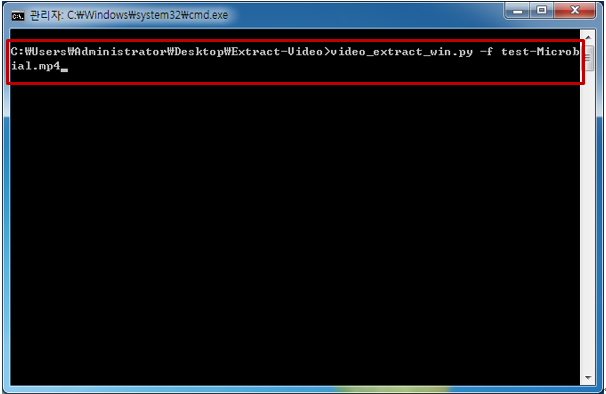 관리자: C:₩Windows₩system32₩cmd.exe
C:₩Users₩Administrator₩Desktop₩Extract-Video>video_extract_win.py -f test-Microb
ial.mp4_